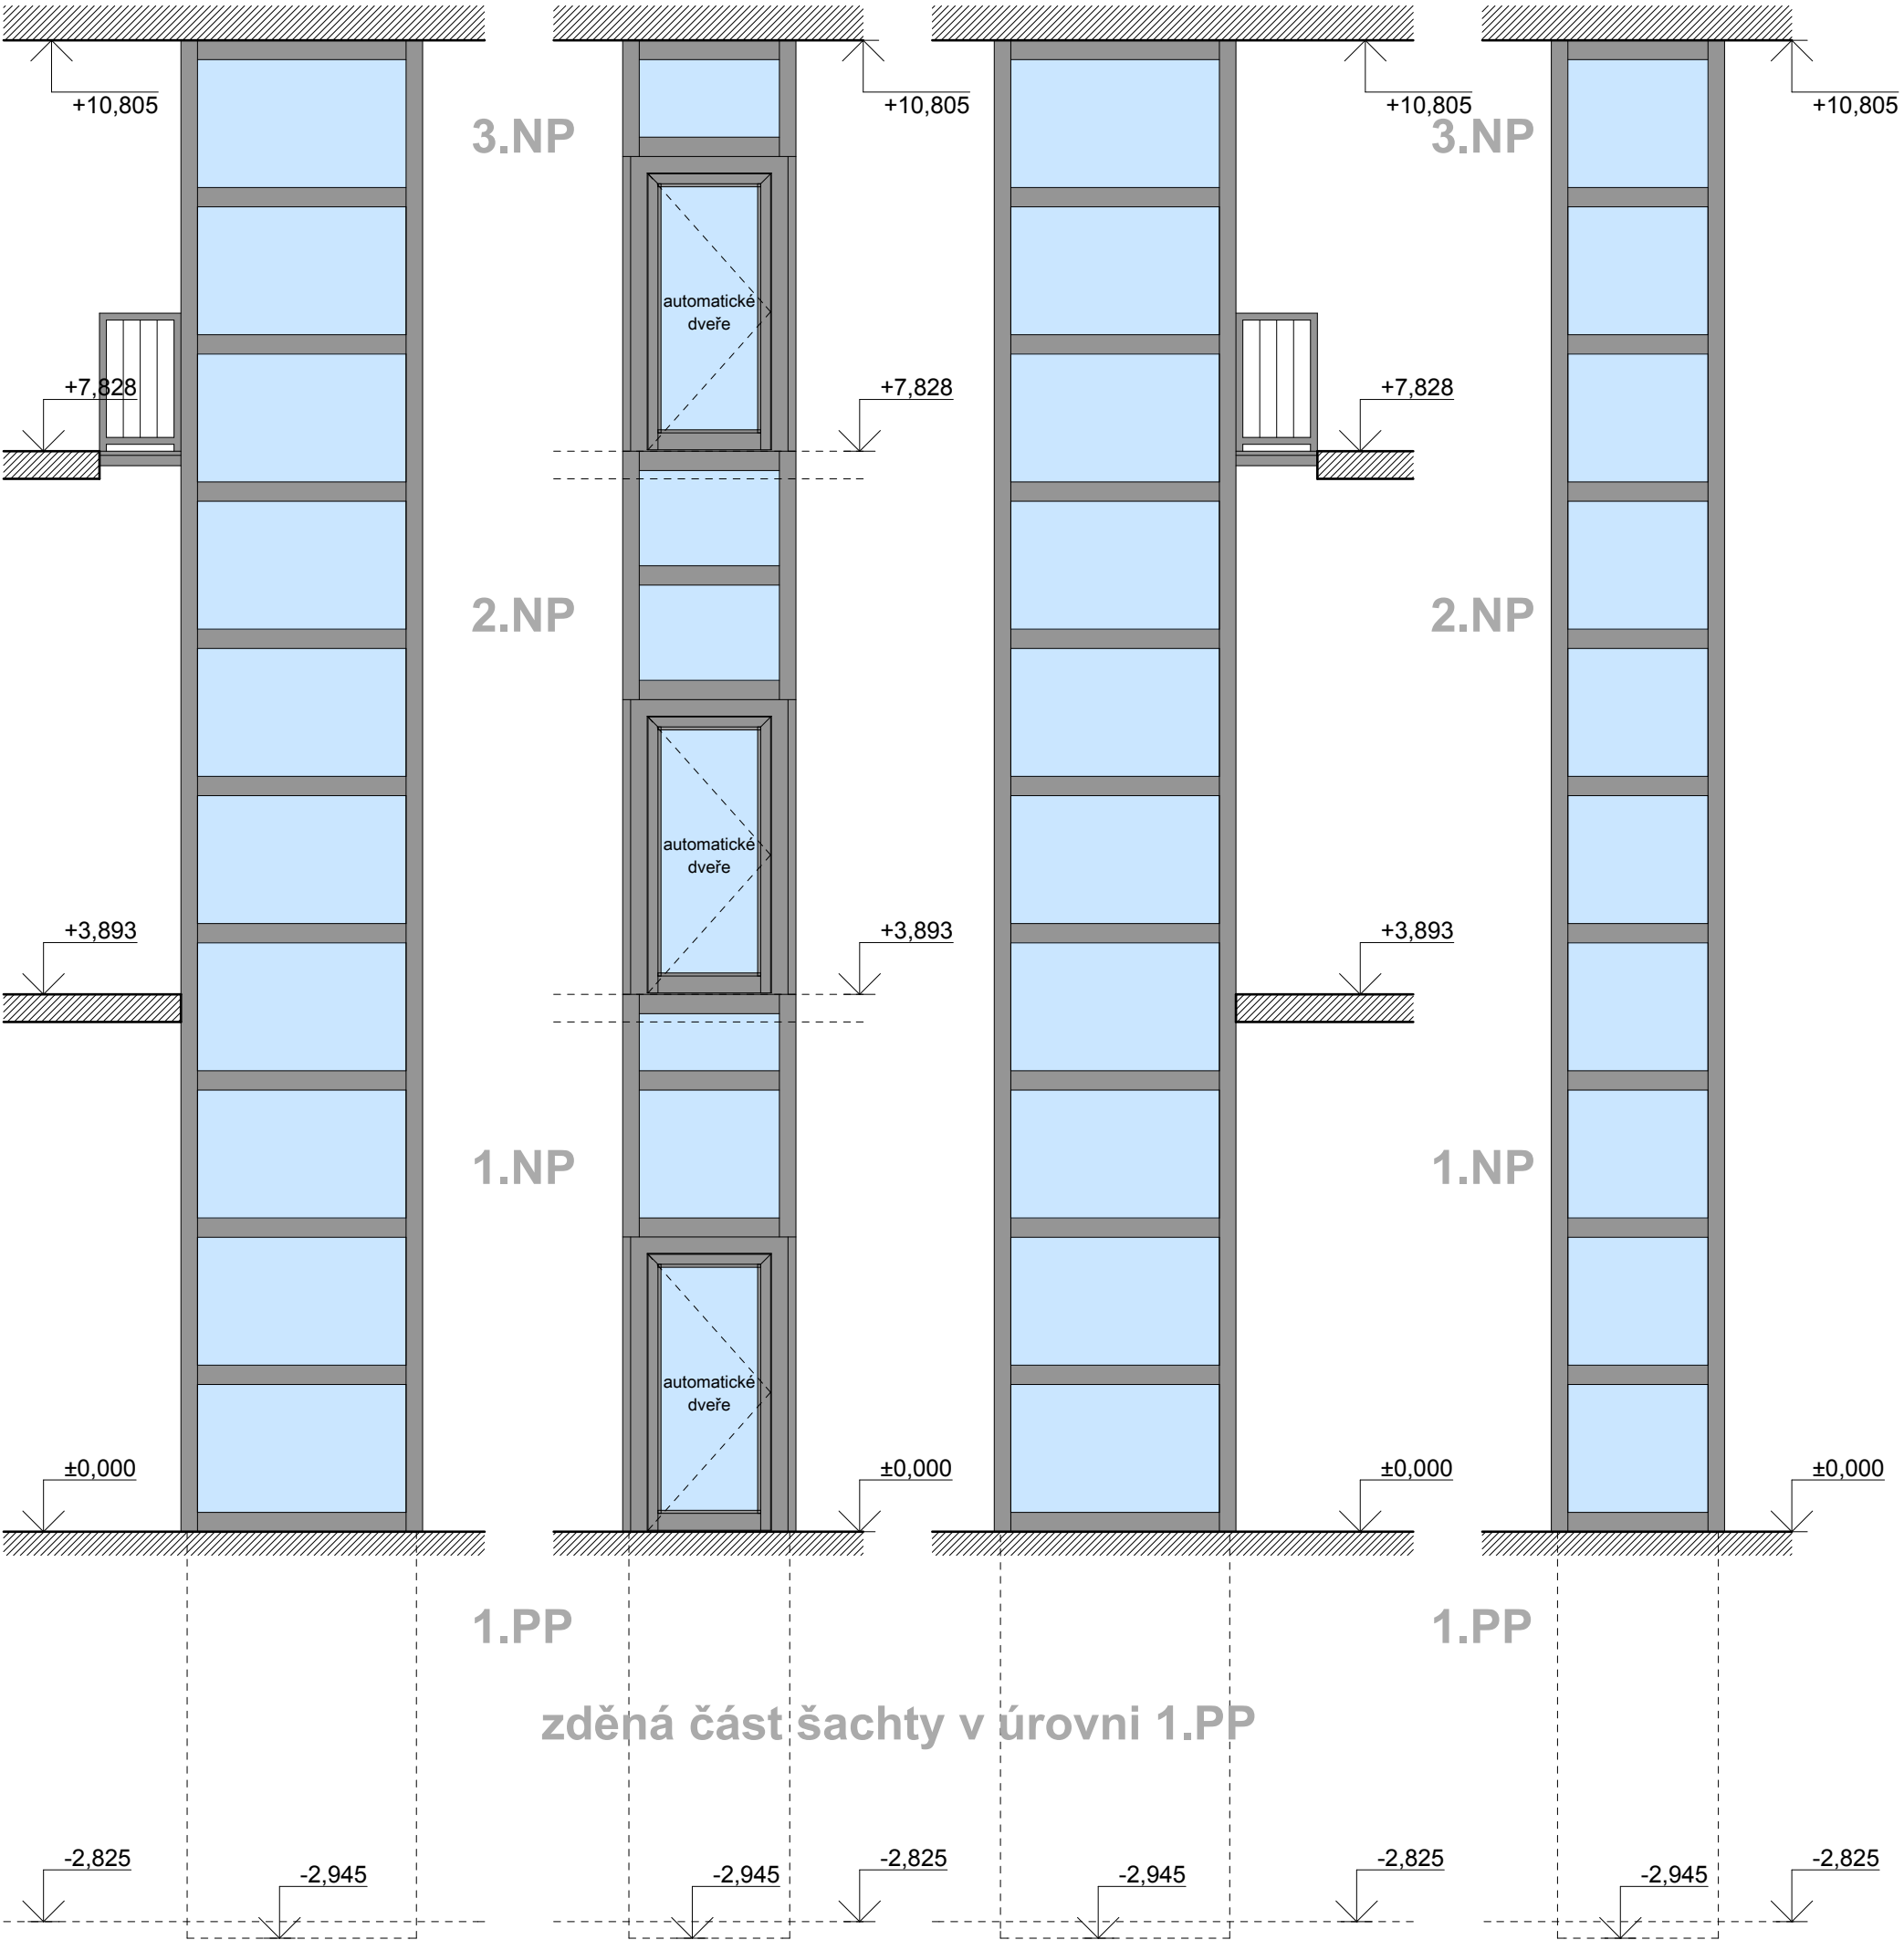 +10,805 +10,805 +10,805 +10,805
3.NP 3.NP
automatické
dveře
+7,828 +7,828 +7,828
2.NP 2.NP
automatické
dveře
+3,893 +3,893 +3,893
1.NP 1.NP
automatické
dveře
±0,000 ±0,000 ±0,000 ±0,000
1.PP 1.PP
zděná část šachty v úrovni 1.PP
-2,825 -2,825 -2,825 -2,825
-2,945 -2,945 -2,945 -2,945